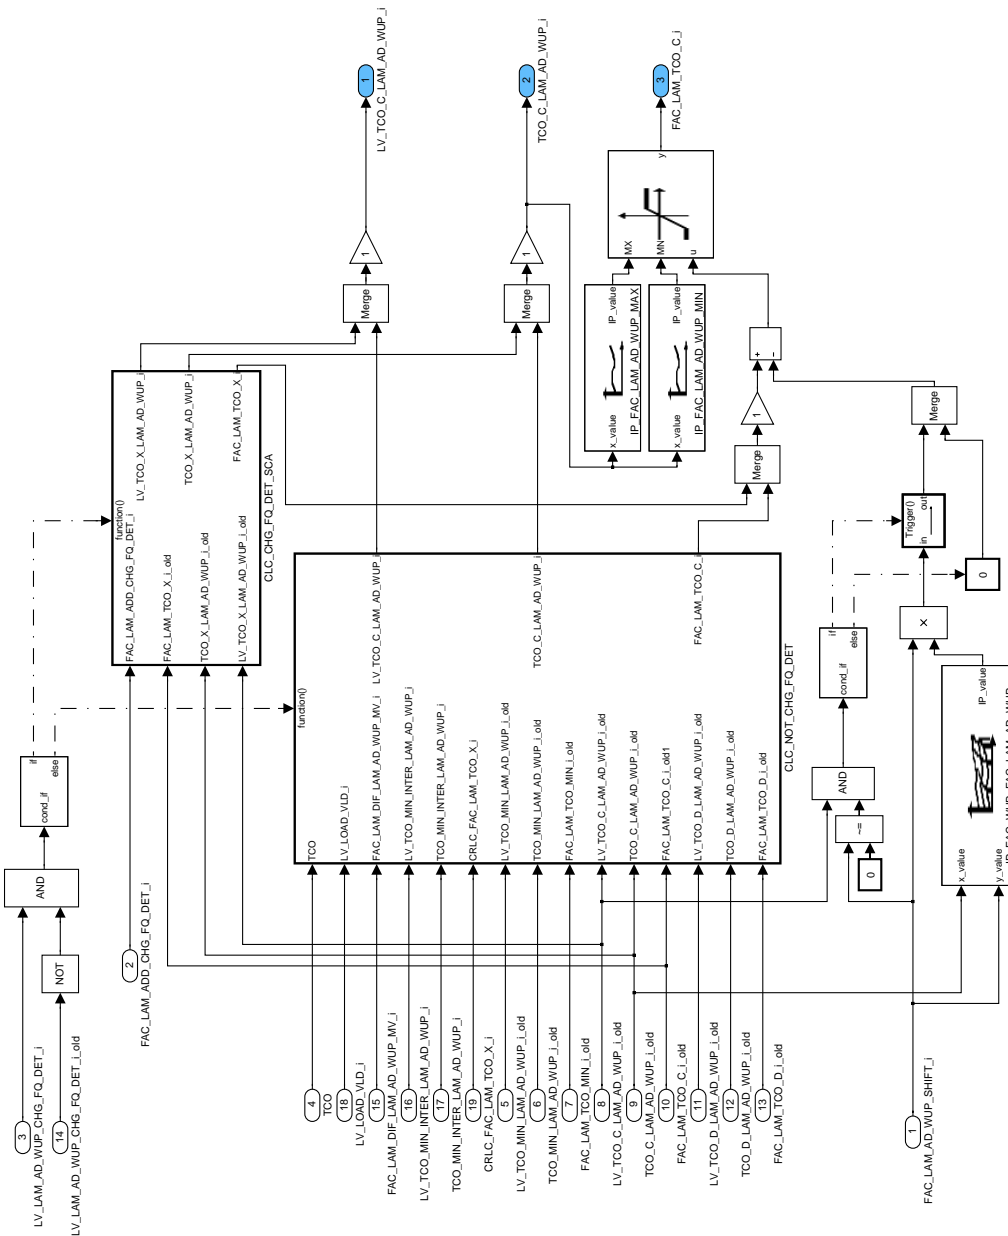 3
LV_LAM_AD_WUP_CHG_FQ_DET_i
14
LV_LAM_AD_WUP_CHG_FQ_DET_i_old
NOT
AND
cond_if
if
else
2
FAC_LAM_ADD_CHG_FQ_DET_i
function()
FAC_LAM_ADD_CHG_FQ_DET_i
FAC_LAM_TCO_X_i_old
TCO_X_LAM_AD_WUP_i_old
LV_TCO_X_LAM_AD_WUP_i_old
LV_TCO_X_LAM_AD_WUP_i
TCO_X_LAM_AD_WUP_i
FAC_LAM_TCO_X_i
CLC_CHG_FQ_DET_SCA
4
TCO
18
LV_LOAD_VLD_i
15
FAC_LAM_DIF_LAM_AD_WUP_MV_i
16
LV_TCO_MIN_INTER_LAM_AD_WUP_i
17
TCO_MIN_INTER_LAM_AD_WUP_i
19
CRLC_FAC_LAM_TCO_X_i
5
LV_TCO_MIN_LAM_AD_WUP_i_old
6
TCO_MIN_LAM_AD_WUP_i_old
7
FAC_LAM_TCO_MIN_i_old
8
LV_TCO_C_LAM_AD_WUP_i_old
9
TCO_C_LAM_AD_WUP_i_old
10
FAC_LAM_TCO_C_i_old
11
LV_TCO_D_LAM_AD_WUP_i_old
12
TCO_D_LAM_AD_WUP_i_old
13
FAC_LAM_TCO_D_i_old
function()
TCO
LV_LOAD_VLD_i
FAC_LAM_DIF_LAM_AD_WUP_MV_i
LV_TCO_MIN_INTER_LAM_AD_WUP_i
TCO_MIN_INTER_LAM_AD_WUP_i
CRLC_FAC_LAM_TCO_X_i
LV_TCO_MIN_LAM_AD_WUP_i_old
TCO_MIN_LAM_AD_WUP_i_old
FAC_LAM_TCO_MIN_i_old
LV_TCO_C_LAM_AD_WUP_i_old
TCO_C_LAM_AD_WUP_i_old
FAC_LAM_TCO_C_i_old1
LV_TCO_D_LAM_AD_WUP_i_old
TCO_D_LAM_AD_WUP_i_old
FAC_LAM_TCO_D_i_old
LV_TCO_C_LAM_AD_WUP_i
TCO_C_LAM_AD_WUP_i
FAC_LAM_TCO_C_i
CLC_NOT_CHG_FQ_DET
Merge
1
1
LV_TCO_C_LAM_AD_WUP_i
Merge
1
2
TCO_C_LAM_AD_WUP_i
x_value
IP_value
IP_FAC_LAM_AD_WUP_MAX
x_value
IP_value
IP_FAC_LAM_AD_WUP_MIN
MX
MN
u
y
3
FAC_LAM_TCO_C_i
Merge
1
+
-
1
FAC_LAM_AD_WUP_SHIFT_i
0
~=
AND
cond_if
if
else
x_value
y_value
IP_value
X
Trigger()
in
out
0
Merge